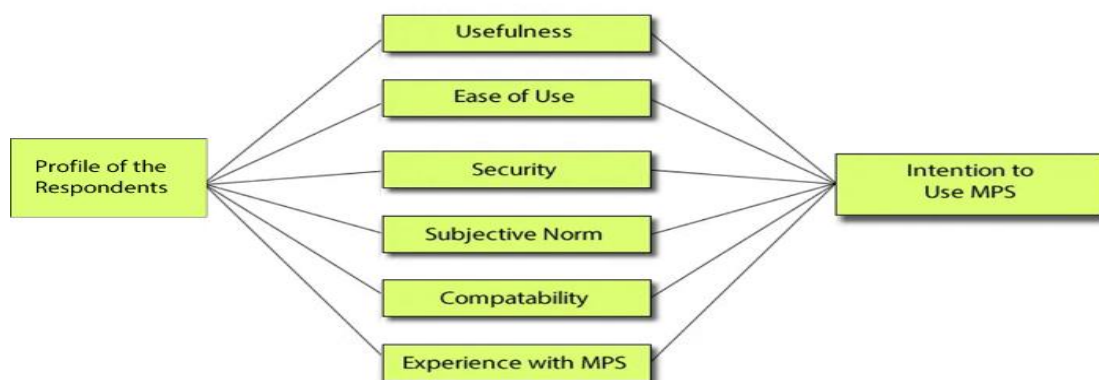 Usefulness
Ease of Use
Profile of the
Respondents
Security
Intention to
Use MPS
Subjective Norm
Compatability
Experience with MPS